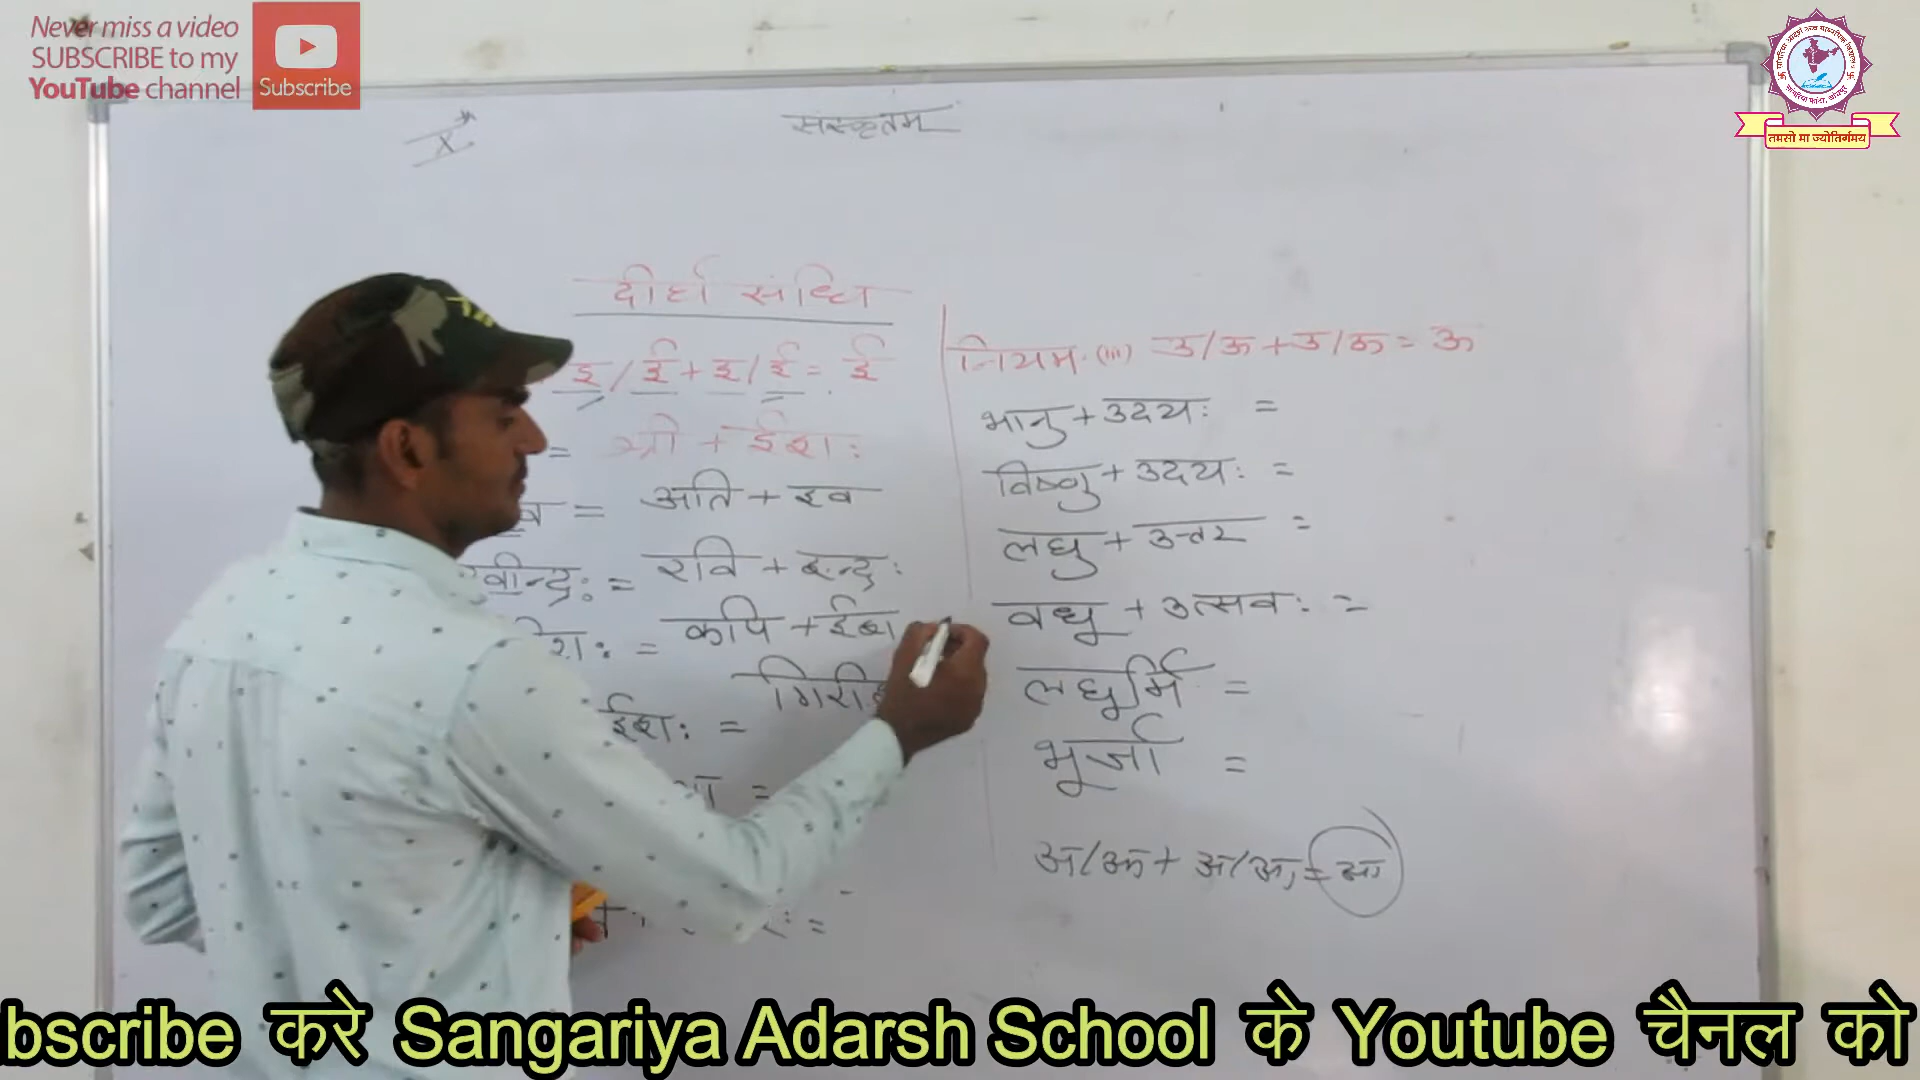 Never miss a video
SUBSCRIBE to my
YouTube channel
Subscribe
तमसो मा ज्योतिर्गमय
X
संस्कृतम्
दीर्घ संधि
इ/ई+इ/ई= ई
= श्री + ईशः
व = अति + इव
वीन्द्रः = रवि + इन्द्रः
शः = कपि + ईश
ईशः = गिरी
नियम (iii) उ/ऊ+उ/ऊ= ऊ
भानु+उदयः =
विष्णु+उदयः =
लघु+उत्तर =
वधू + उत्सवः =
लघूर्मि =
भूर्जा =
अ/आ+ अ/आ = आ
bscribe करे Sangariya Adarsh School के Youtube चैनल को